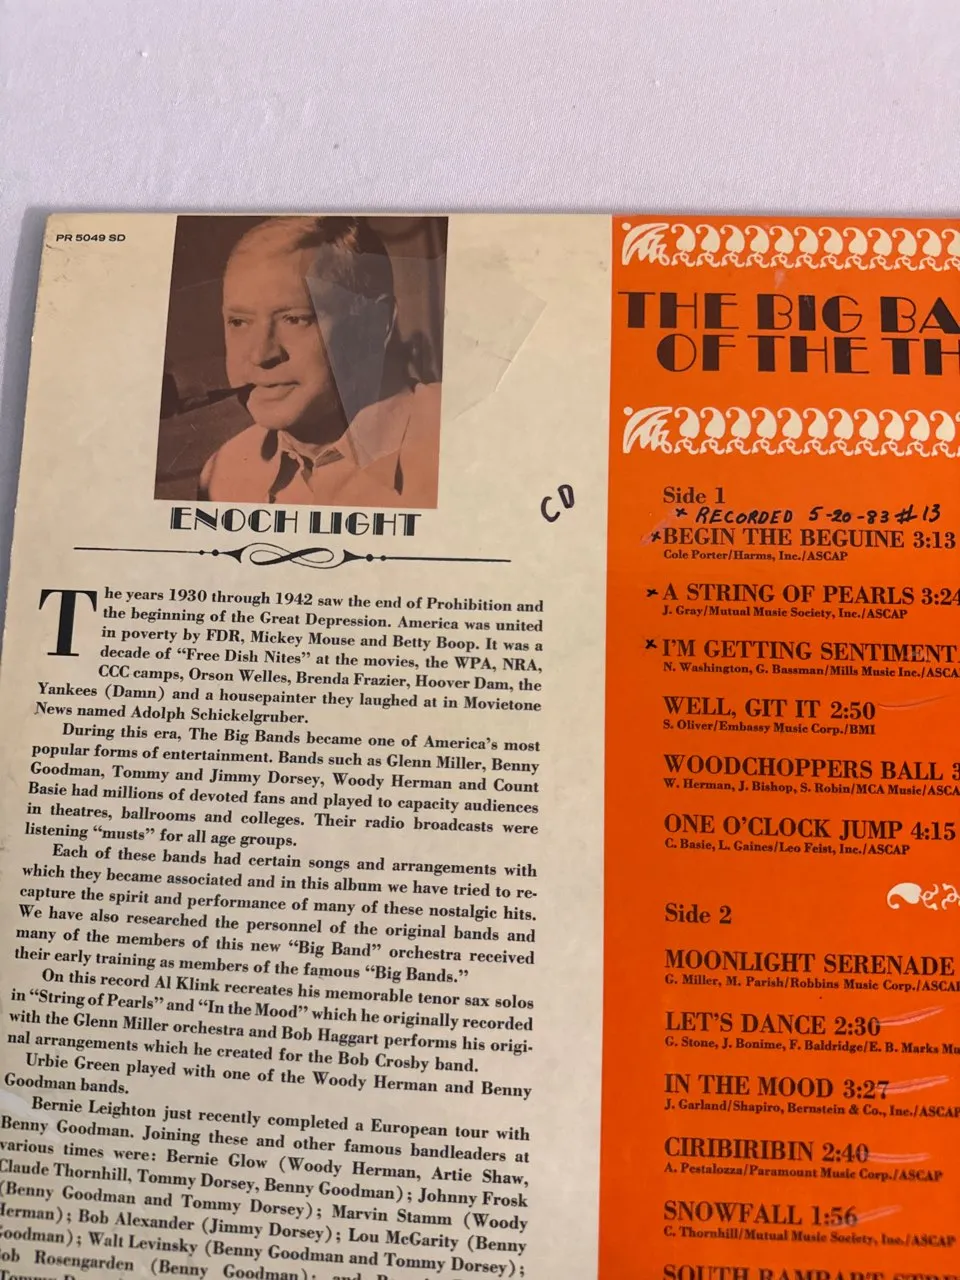 PR 5049 SD
ENOCH LIGHT
CD
The years 1930 through 1942 saw the end of Prohibition and
the beginning of the Great Depression. America was united
in poverty by FDR, Mickey Mouse and Betty Boop. It was a
decade of “Free Dish Nites” at the movies, the WPA, NRA,
CCC camps, Orson Welles, Brenda Frazier, Hoover Dam, the
Yankees (Damn) and a housepainter they laughed at in Movietone
News named Adolph Schickelgruber.
During this era, The Big Bands became one of America’s most
popular forms of entertainment. Bands such as Glenn Miller, Benny
Goodman, Tommy and Jimmy Dorsey, Woody Herman and Count
Basie had millions of devoted fans and played to capacity audiences
in theatres, ballrooms and colleges. Their radio broadcasts were
listening “musts” for all age groups.
Each of these bands had certain songs and arrangements with
which they became associated and in this album we have tried to re-
capture the spirit and performance of many of these nostalgic hits.
We have also researched the personnel of the original bands and
many of the members of this new “Big Band” orchestra received
their early training as members of the famous “Big Bands.”
On this record Al Klink recreates his memorable tenor sax solos
in “String of Pearls” and “In the Mood” which he originally recorded
with the Glenn Miller orchestra and Bob Haggart performs his origi-
nal arrangements which he created for the Bob Crosby band.
Urbie Green played with one of the Woody Herman and Benny
Goodman bands.
Bernie Leighton just recently completed a European tour with
Benny Goodman. Joining these and other famous bandleaders at
various times were: Bernie Glow (Woody Herman, Artie Shaw,
Claude Thornhill, Tommy Dorsey, Benny Goodman); Johnny Frosk
(Benny Goodman and Tommy Dorsey); Marvin Stamm (Woody
Herman); Bob Alexander (Jimmy Dorsey); Lou McGarity (Benny
Goodman); Walt Levinsky (Benny Goodman and Tommy Dorsey);
ob Rosengarden (Benny Goodman); and
THE BIG BA
OF THE TH
Side 1
x RECORDED 5-20-83 #13
x BEGIN THE BEGUINE 3:13
Cole Porter/Harms, Inc./ASCAP
x A STRING OF PEARLS 3:24
J. Gray/Mutual Music Society, Inc./ASCAP
x I’M GETTING SENTIMENT
N. Washington, G. Bassman/Mills Music Inc./ASCA
WELL, GIT IT 2:50
S. Oliver/Embassy Music Corp./BMI
WOODCHOPPERS BALL 3
W. Herman, J. Bishop, S. Robin/MCA Music/ASCA
ONE O’CLOCK JUMP 4:15
C. Basie, L. Gaines/Leo Feist, Inc./ASCAP
Side 2
MOONLIGHT SERENADE
G. Miller, M. Parish/Robbins Music Corp./ASCAP
LET’S DANCE 2:30
G. Stone, J. Bonime, F. Baldridge/E. B. Marks Mu
IN THE MOOD 3:27
J. Garland/Shapiro, Bernstein & Co., Inc./ASCAP
CIRIBIRIBIN 2:40
A. Pestalozza/Paramount Music Corp./ASCAP
SNOWFALL 1:56
C. Thornhill/Mutual Music Society, Inc./ASCAP
SOUTH RAMPART STREE